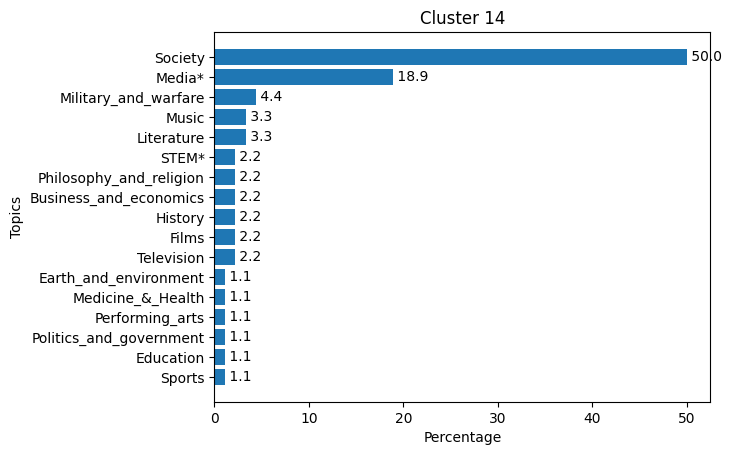 Cluster 14
Society 50.0
Media* 18.9
Military_and_warfare 4.4
Music 3.3
Literature 3.3
STEM* 2.2
Philosophy_and_religion 2.2
Business_and_economics 2.2
History 2.2
Films 2.2
Television 2.2
Earth_and_environment 1.1
Medicine_&_Health 1.1
Performing_arts 1.1
Politics_and_government 1.1
Education 1.1
Sports 1.1
Topics
0 10 20 30 40 50
Percentage